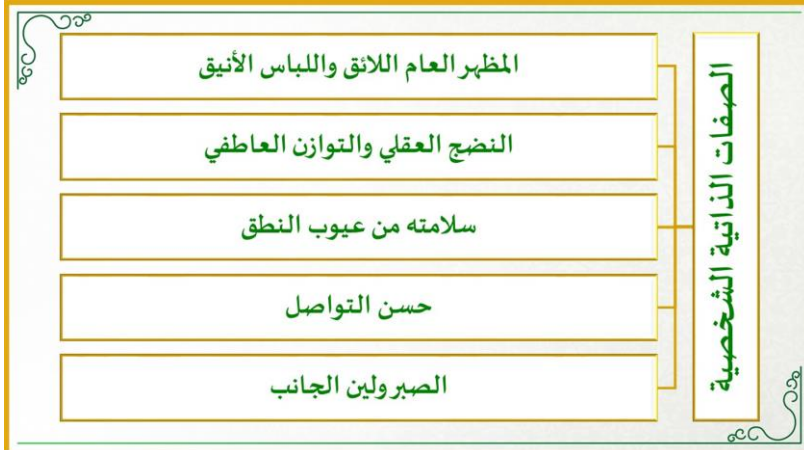 الصفات الذاتية الشخصية
المظهر العام اللائق واللباس الأنيق
النضج العقلي والتوازن العاطفي
سلامته من عيوب النطق
حسن التواصل
الصبر ولين الجانب